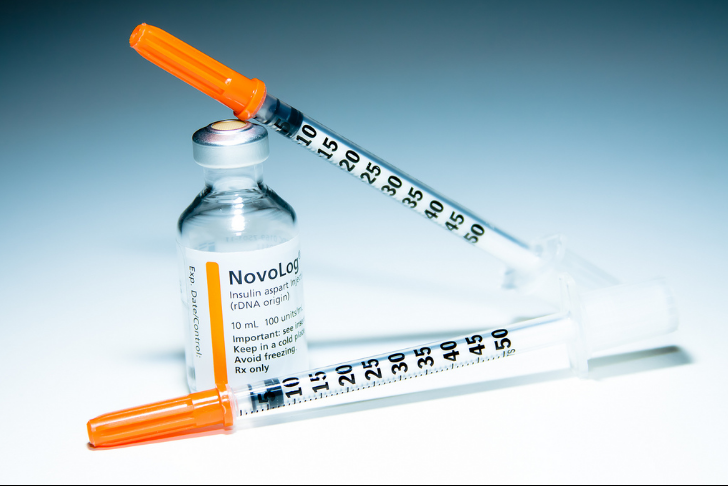 NovoLog®
Insulin aspart
(rDNA origin)
10 mL 100 units/m
Important: see
Keep in a cold
Avoid freezing.
Rx only
Exp. Date/Control:
10 15 20 25 30 35 40 45 50
5 10 15 20 25 30 35 40 45 50